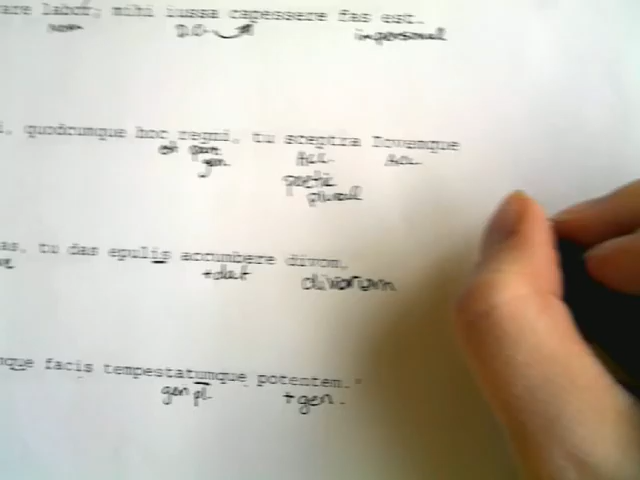 are labor; mihi iussa capessere fas est.
D.O. impersonal
, quodcumque hoc regni, tu sceptra Iovemque
gen Acc. Acc.
poetic
plural
as, tu das epulis accumbere divom,
+dat divorum
que facis tempestatumque potentem."
gen pl. +gen.